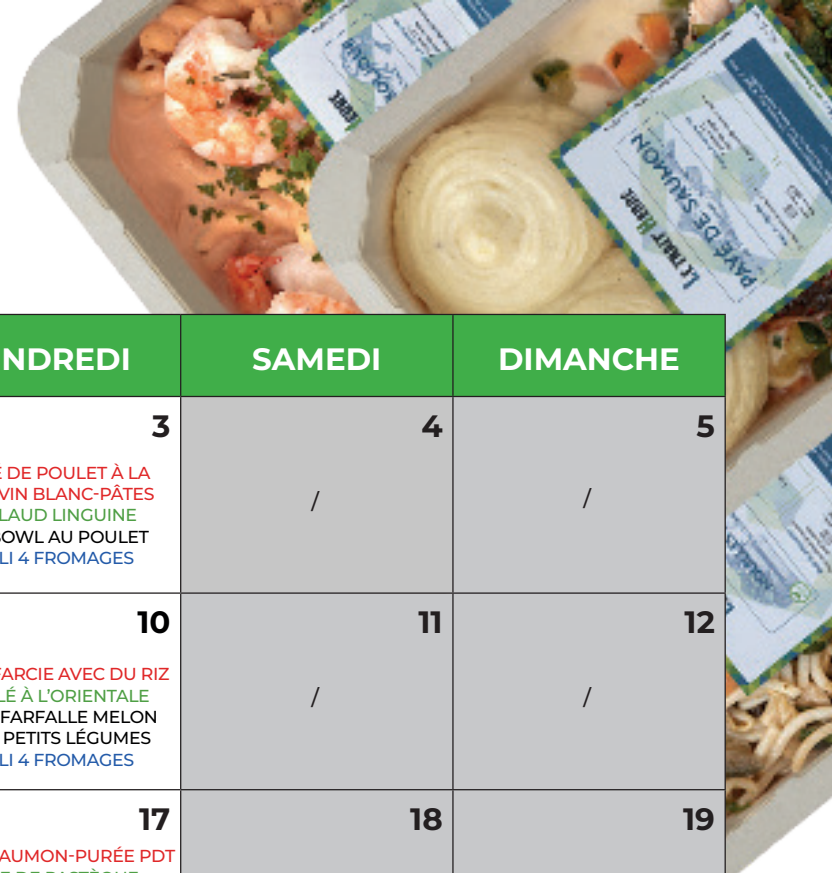 PAVÉ DE SAUMON
NDREDI
SAMEDI
DIMANCHE
3
4
5
DE POULET À LA
VIN BLANC-PÂTES
LAUD LINGUINE
BOWL AU POULET
LI 4 FROMAGES
/
/
10
11
12
FARCIE AVEC DU RIZ
LÉ À L'ORIENTALE
FARFALLE MELON
PETITS LÉGUMES
LI 4 FROMAGES
/
/
17
18
19
AUMON-PURÉE PDT